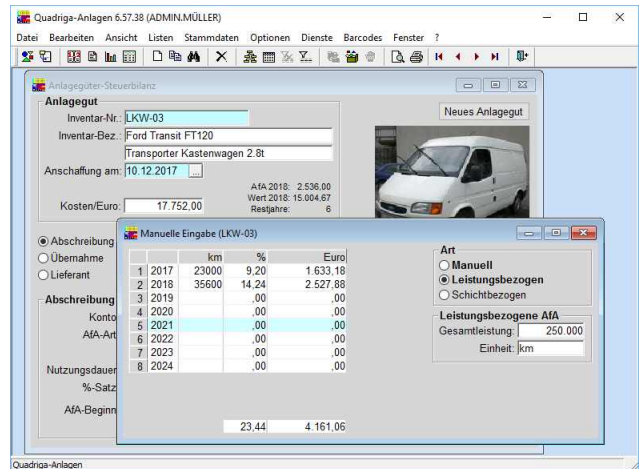 Quadriga-Anlagen 6.57.38 (ADMIN.MÜLLER)
Datei Bearbeiten Ansicht Listen Stammdaten Optionen Dienste Barcodes Fenster ?
Anlagegüter-Steuerbilanz
Anlagegut
Neues Anlagegut
Inventar-Nr.: LKW-03
Inventar-Bez.: Ford Transit FT120
Transporter Kastenwagen 2.8t
Anschaffung am: 10.12.2017 ...
AfA 2018: 2.536,00
Wert 2018: 15.004,67
Restjahre: 6
Kosten/Euro: 17.752,00
Abschreibung
Übernahme
Lieferant
Abschreibung
Konto
AfA-Art
Nutzungsdauer
%-Satz
AfA-Beginn
Manuelle Eingabe (LKW-03)
km % Euro
1 2017 23000 9,20 1.633,18
2 2018 35600 14,24 2.527,88
3 2019 ,00 ,00
4 2020 ,00 ,00
5 2021 ,00 ,00
6 2022 ,00 ,00
7 2023 ,00 ,00
8 2024 ,00 ,00
23,44 4.161,06
Art
Manuell
Leistungsbezogen
Schichtbezogen
Leistungsbezogene AfA
Gesamtleistung: 250.000
Einheit: km
Quadriga-Anlagen